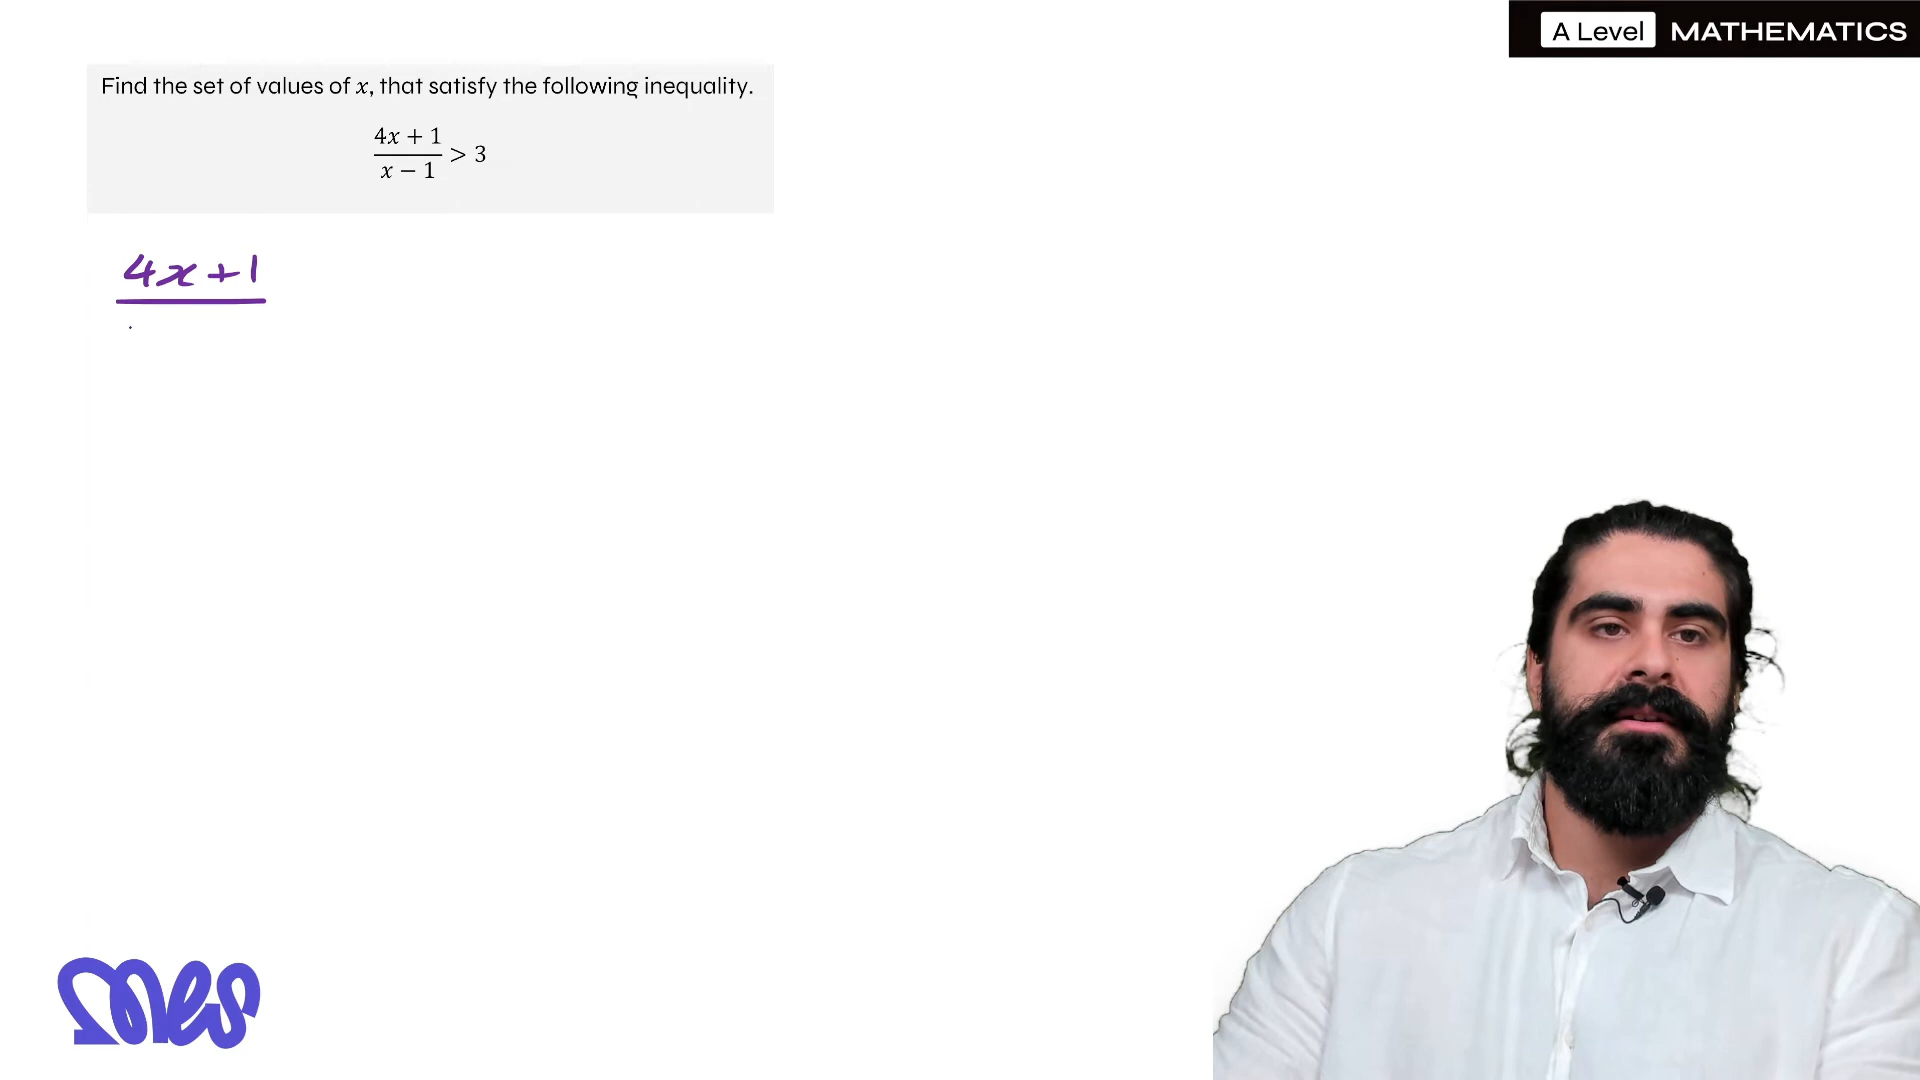 A Level MATHEMATICS
Find the set of values of x, that satisfy the following inequality.
4x + 1
x − 1
> 3
4x + 1
mes